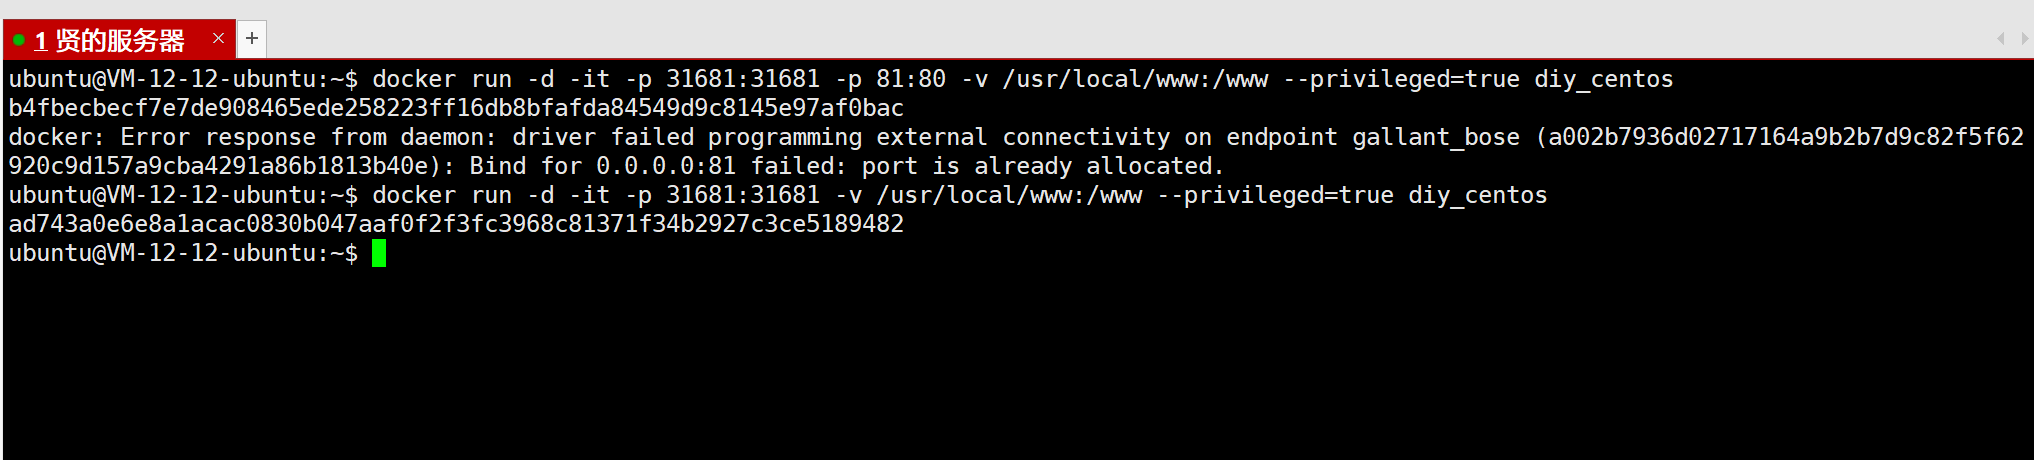 1 贤的服务器 × +
ubuntu@VM-12-12-ubuntu:~$ docker run -d -it -p 31681:31681 -p 81:80 -v /usr/local/www:/www --privileged=true diy_centos
b4fbecbecf7e7de908465ede258223ff16db8bfafda84549d9c8145e97af0bac
docker: Error response from daemon: driver failed programming external connectivity on endpoint gallant_bose (a002b7936d02717164a9b2b7d9c82f5f62
920c9d157a9cba4291a86b1813b40e): Bind for 0.0.0.0:81 failed: port is already allocated.
ubuntu@VM-12-12-ubuntu:~$ docker run -d -it -p 31681:31681 -v /usr/local/www:/www --privileged=true diy_centos
ad743a0e6e8a1acac0830b047aaf0f2f3fc3968c81371f34b2927c3ce5189482
ubuntu@VM-12-12-ubuntu:~$